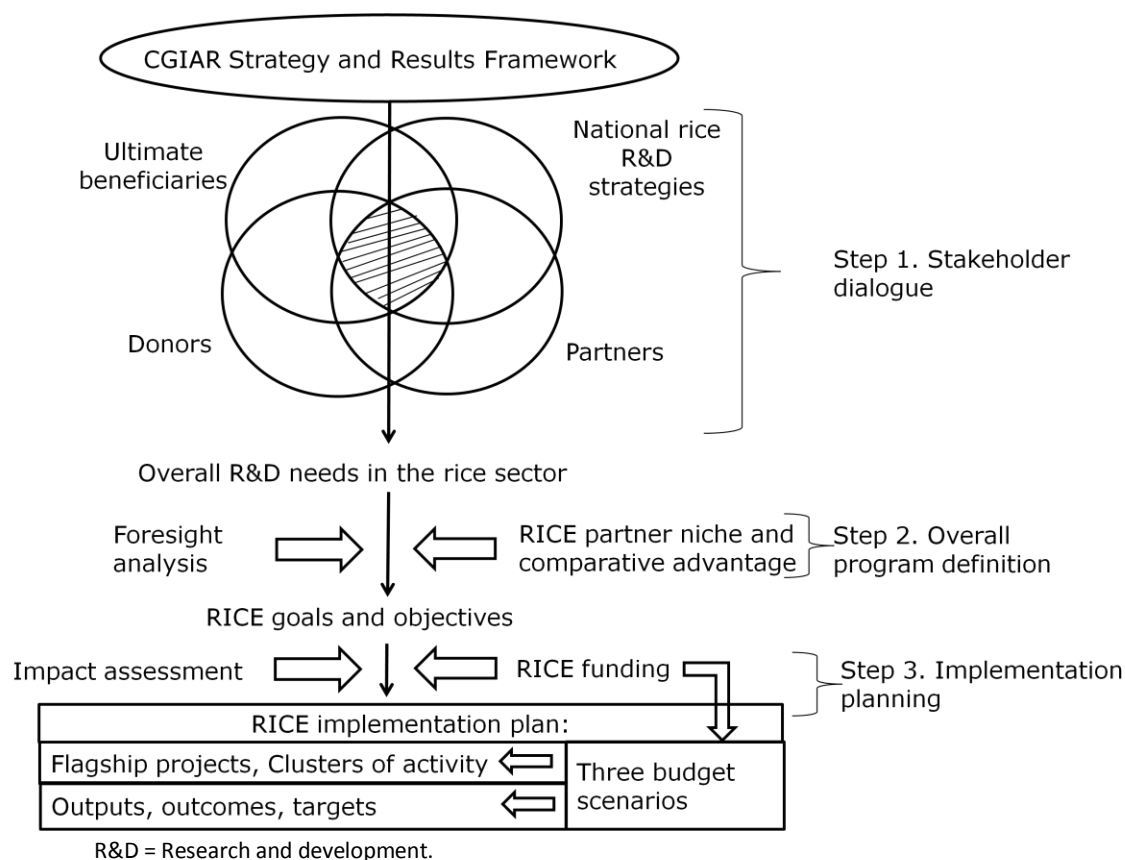 CGIAR Strategy and Results Framework
Ultimate
beneficiaries
National rice
R&D
strategies
Donors
Partners
Step 1. Stakeholder
dialogue
Overall R&D needs in the rice sector
Foresight
analysis
RICE partner niche and
comparative advantage
Step 2. Overall
program definition
RICE goals and objectives
Impact assessment
RICE funding
Step 3. Implementation
planning
RICE implementation plan:
Flagship projects, Clusters of activity
Outputs, outcomes, targets
Three budget
scenarios
R&D = Research and development.